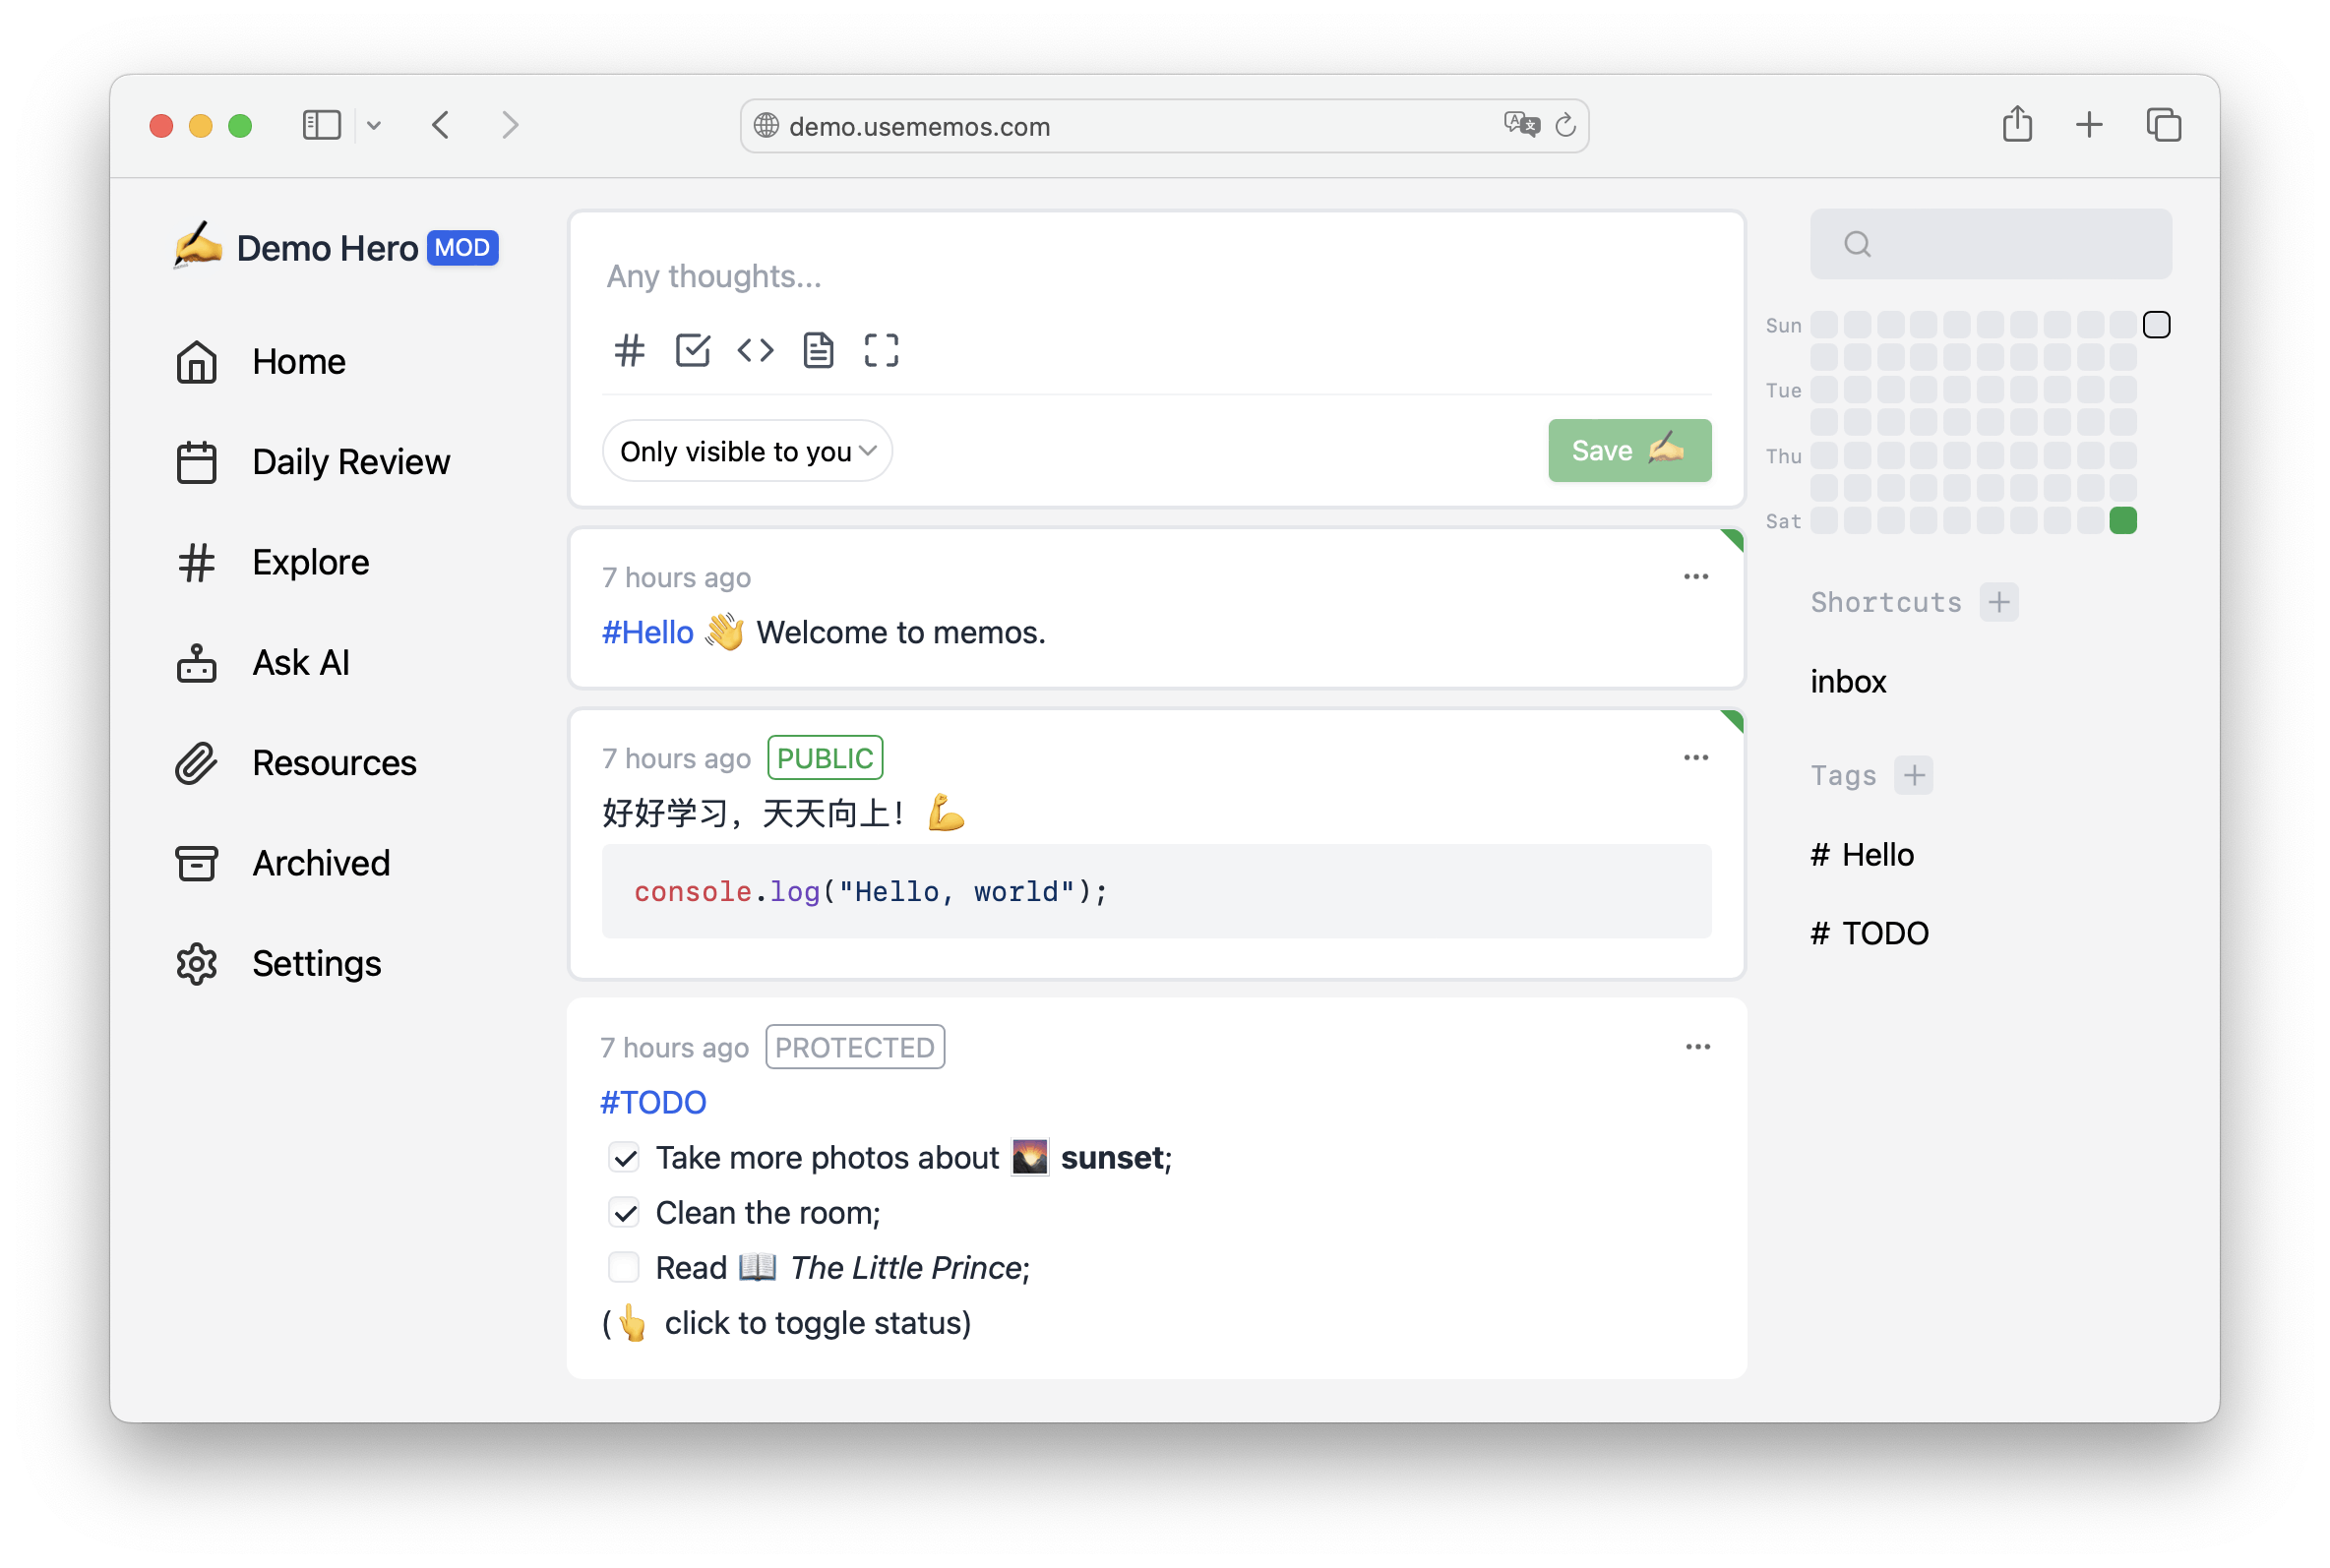 demo.usememos.com
Demo Hero MOD
Home
Daily Review
Explore
Ask AI
Resources
Archived
Settings
Any thoughts...
Only visible to you
Save ✍️
7 hours ago
#Hello 👋 Welcome to memos.
7 hours ago PUBLIC
好好学习，天天向上！💪
console.log("Hello, world");
7 hours ago PROTECTED
#TODO
Take more photos about 🌄 sunset;
Clean the room;
Read 📖 The Little Prince;
(👆 click to toggle status)
Sun
Tue
Thu
Sat
Shortcuts +
inbox
Tags +
# Hello
# TODO